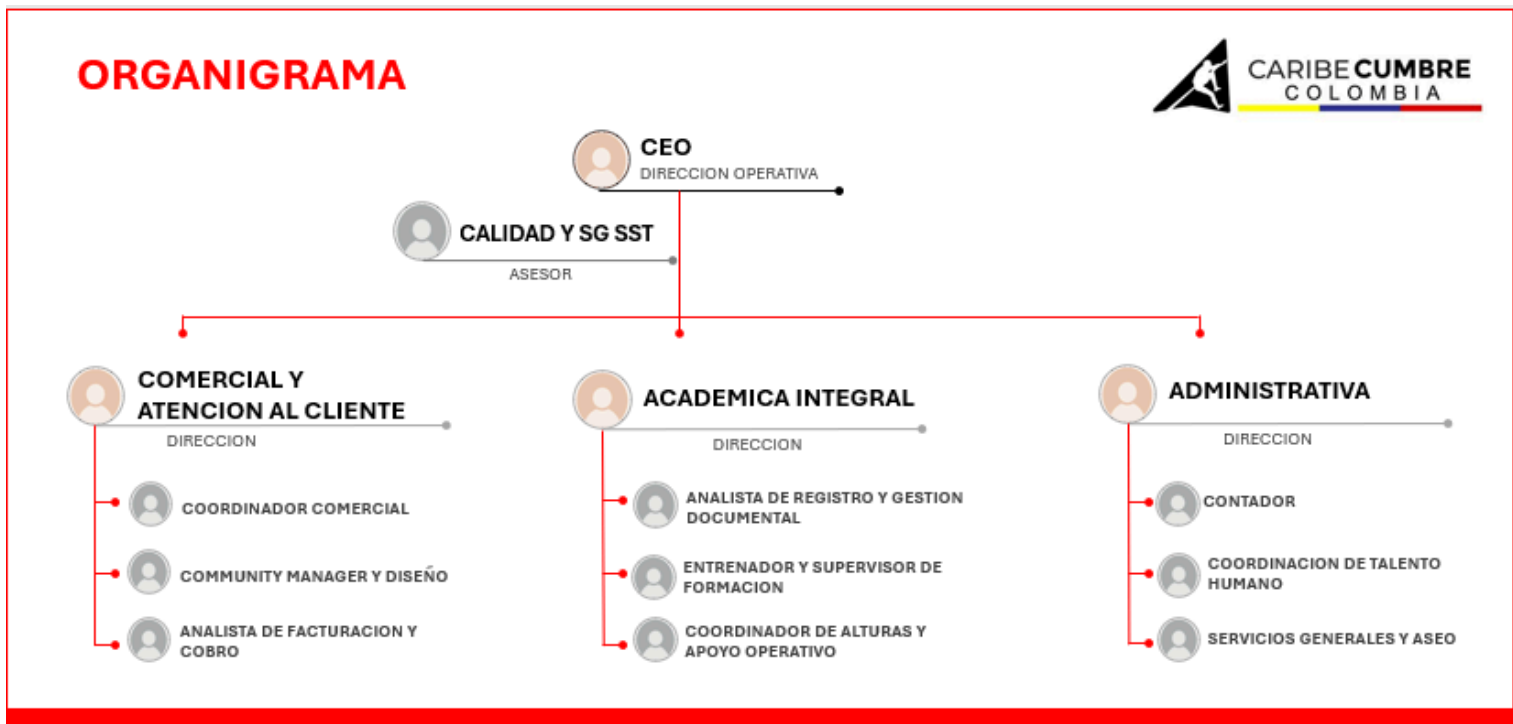 ORGANIGRAMA
CARIBE CUMBRE
COLOMBIA
CEO
DIRECCION OPERATIVA
CALIDAD Y SG SST
ASESOR
COMERCIAL Y
ATENCION AL CLIENTE
DIRECCION
COORDINADOR COMERCIAL
COMMUNITY MANAGER Y DISEÑO
ANALISTA DE FACTURACION Y
COBRO
ACADEMICA INTEGRAL
DIRECCION
ANALISTA DE REGISTRO Y GESTION
DOCUMENTAL
ENTRENADOR Y SUPERVISOR DE
FORMACION
COORDINADOR DE ALTURAS Y
APOYO OPERATIVO
ADMINISTRATIVA
DIRECCION
CONTADOR
COORDINACION DE TALENTO
HUMANO
SERVICIOS GENERALES Y ASEO